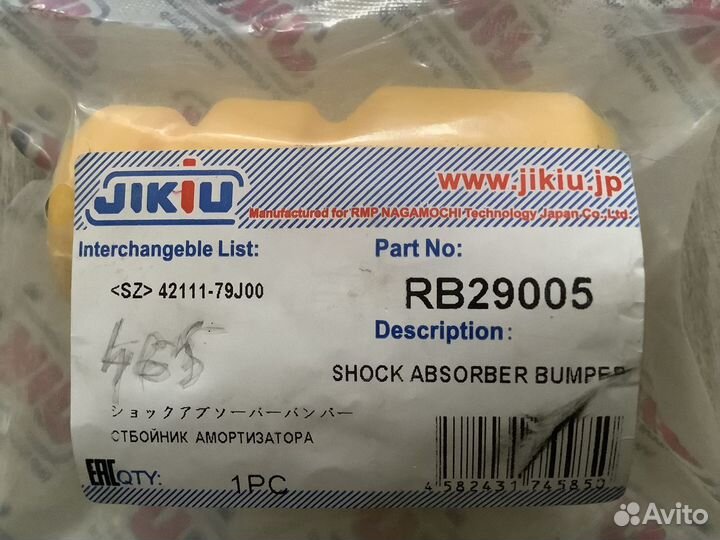 JIKIU
www.jikiu.jp
Manufactured for RMP NAGAMOCHI Technology Japan Co., Ltd.
Interchangeble List:
Part No:
<SZ> 42111-79J00
RB29005
Description:
465
SHOCK ABSORBER BUMPER
ショックアブソーバーバンパー
ОТБОЙНИК АМОРТИЗАТОРА
EAC QTY:
1PC
4 582431 745850
Avito